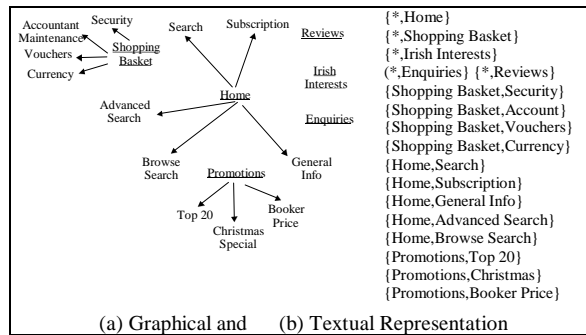 Accountant
Maintenance
Security
Vouchers
Shopping
Basket
Currency
Search
Subscription
Reviews
Irish
Interests
Home
Enquiries
Advanced
Search
Browse
Search
Promotions
General
Info
Top 20
Christmas
Special
Booker
Price
{*,Home}
{*,Shopping Basket}
{*,Irish Interests}
(*,Enquiries} {*,Reviews}
{Shopping Basket,Security}
{Shopping Basket,Account}
{Shopping Basket,Vouchers}
{Shopping Basket,Currency}
{Home,Search}
{Home,Subscription}
{Home,General Info}
{Home,Advanced Search}
{Home,Browse Search}
{Promotions,Top 20}
{Promotions,Christmas}
{Promotions,Booker Price}
(a) Graphical and (b) Textual Representation